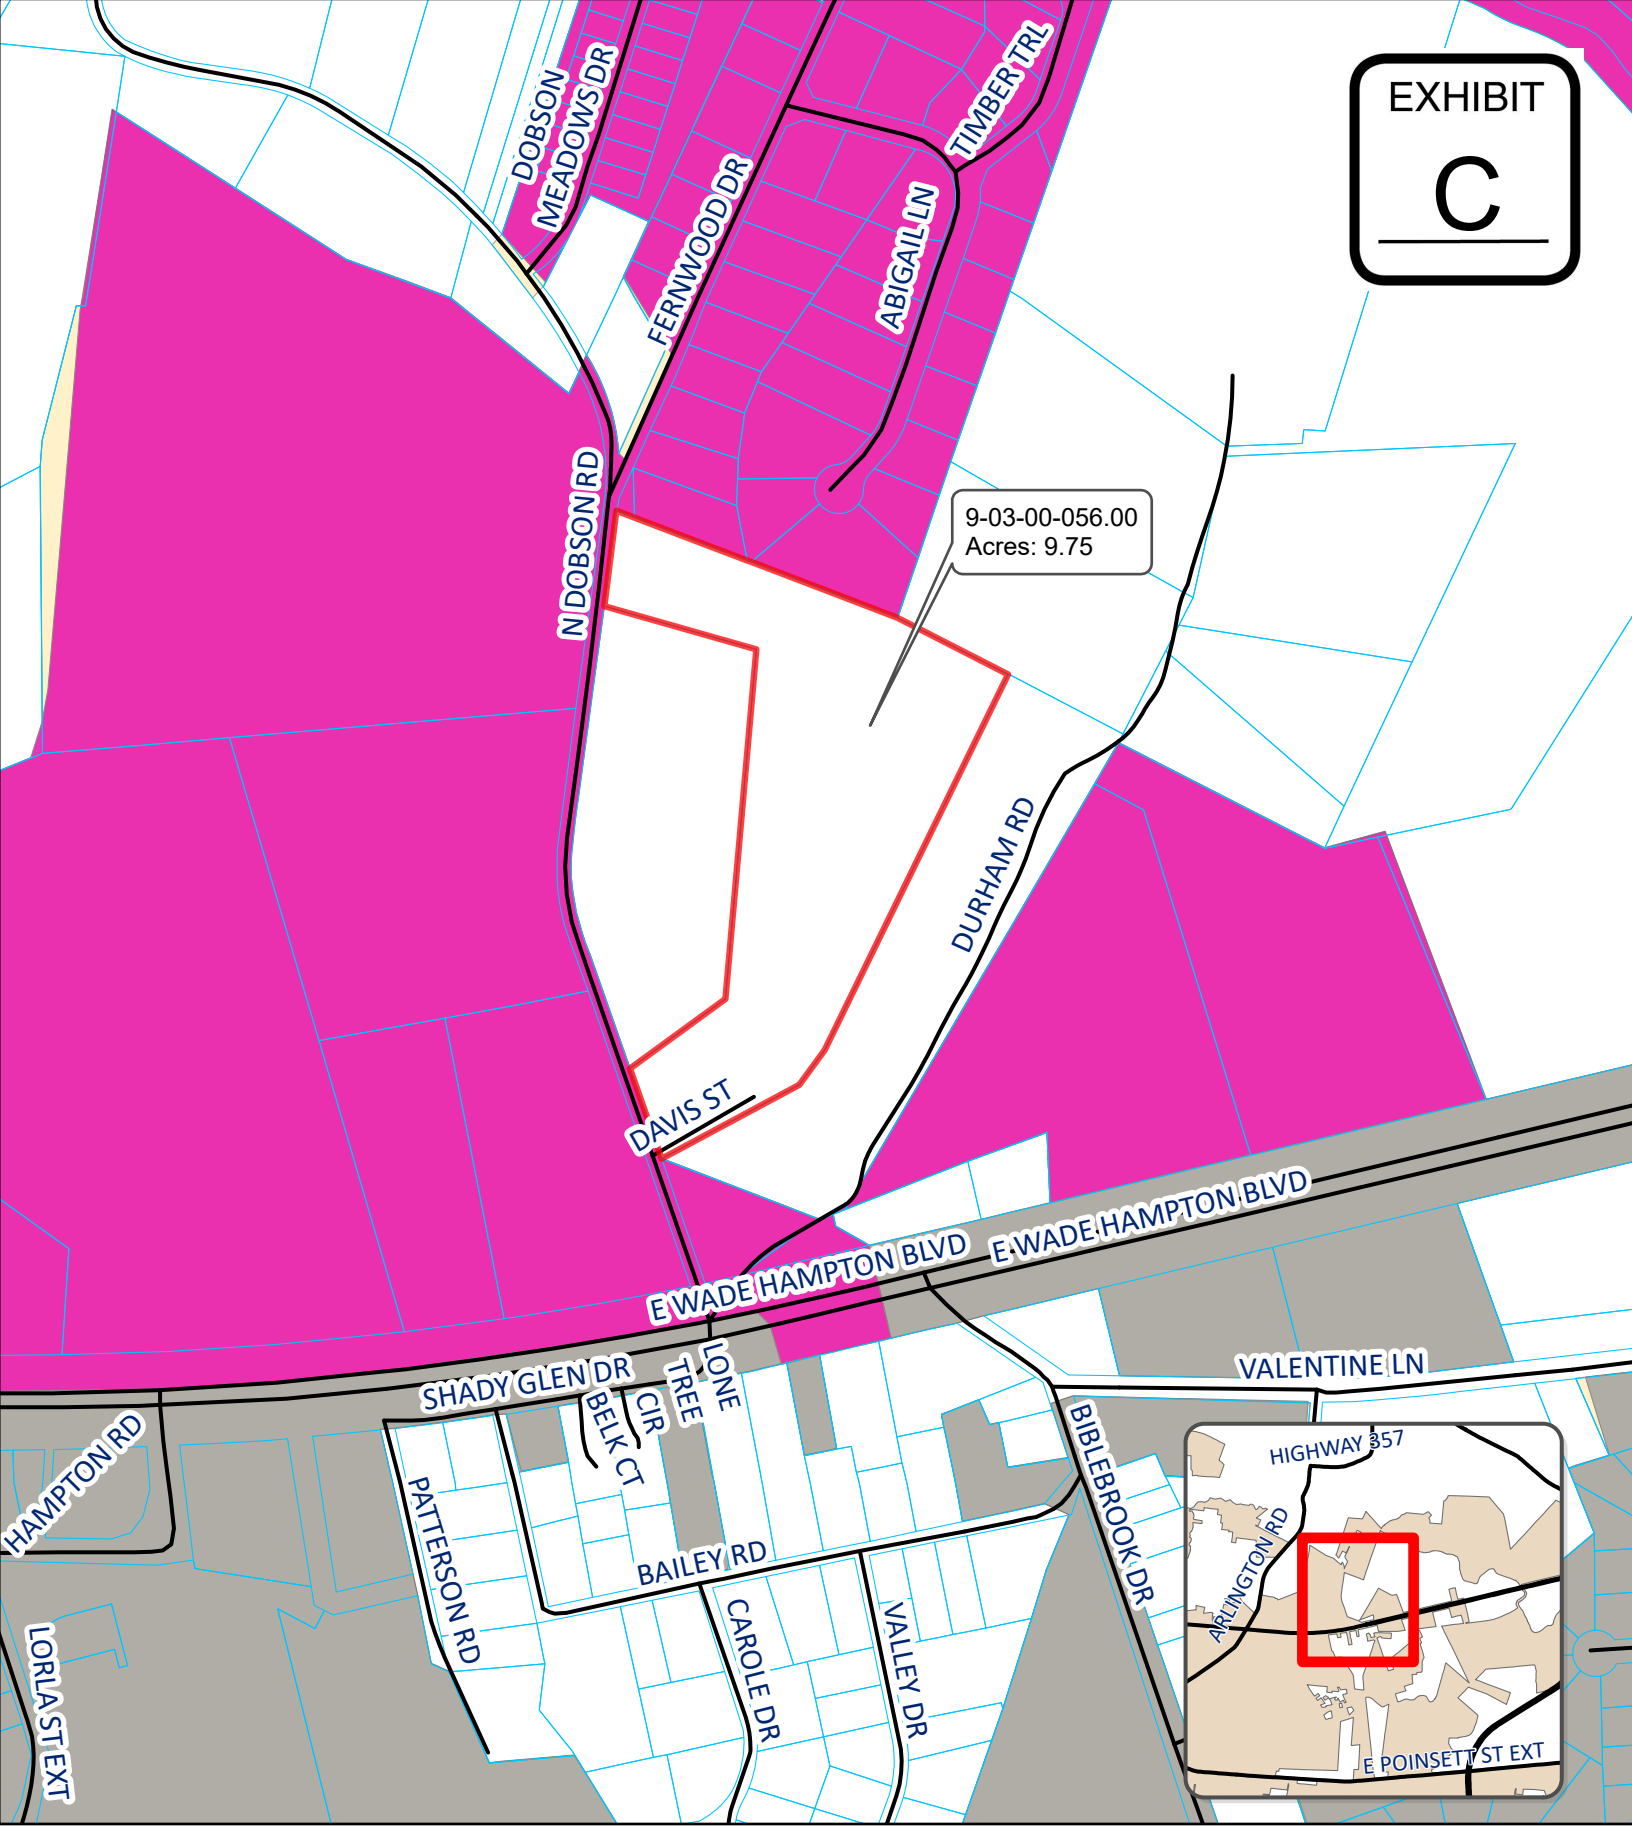 EXHIBIT
C
DOBSON
MEADOWS DR
TIMBER TRL
FERNWOOD DR
ABIGAIL LN
N DOBSON RD
9-03-00-056.00
Acres: 9.75
DURHAM RD
DAVIS ST
E WADE HAMPTON BLVD
E WADE HAMPTON BLVD
SHADY GLEN DR
LONE
TREE
CIR
BELK CT
VALENTINE LN
HAMPTON RD
PATTERSON RD
BAILEY RD
BIBLEBROOK DR
CAROLE DR
VALLEY DR
LORLA ST EXT
HIGHWAY 357
ARLINGTON RD
E POINSETT ST EXT